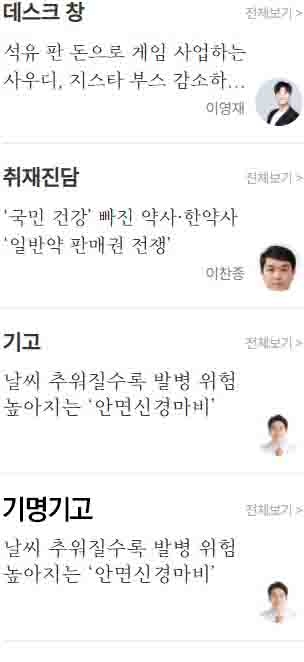 데스크 창
전체보기 >
석유 판 돈으로 게임 사업하는
사우디, 지스타 부스 감소하...
이영재
취재진담
전체보기 >
‘국민 건강’ 빠진 약사·한약사
‘일반약 판매권 전쟁’
이찬종
기고
전체보기 >
날씨 추워질수록 발병 위험
높아지는 ‘안면신경마비’
기명기고
전체보기 >
날씨 추워질수록 발병 위험
높아지는 ‘안면신경마비’